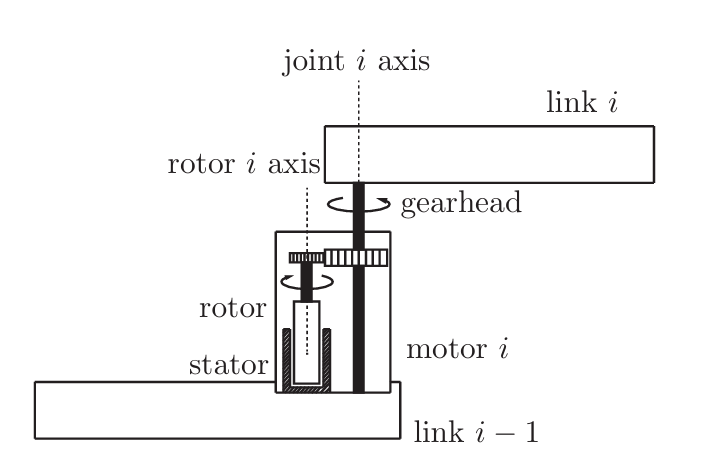 joint i axis
link i
rotor i axis
gearhead
rotor
motor i
stator
link i − 1